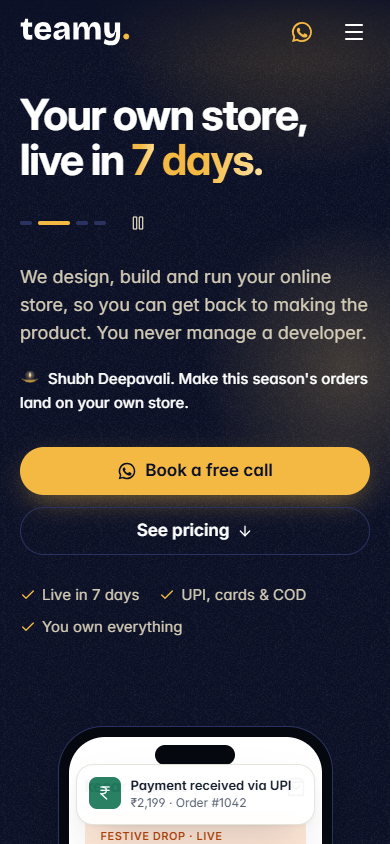 teamy.
Your own store,
live in 7 days.
We design, build and run your online
store, so you can get back to making the
product. You never manage a developer.
Shubh Deepavali. Make this season's orders
land on your own store.
Book a free call
See pricing ↓
Live in 7 days
UPI, cards & COD
You own everything
₹
Payment received via UPI
₹2,199 · Order #1042
FESTIVE DROP · LIVE